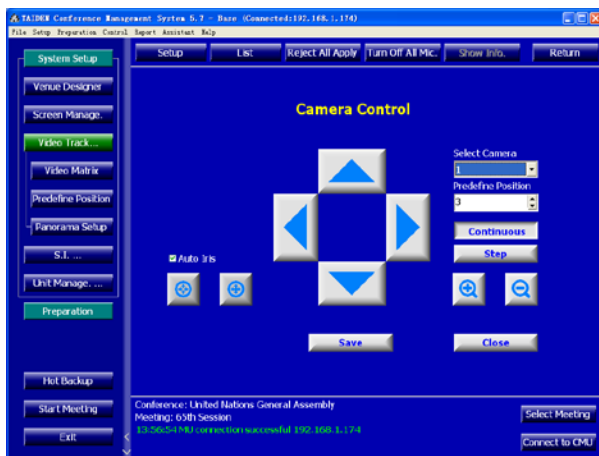 TAIDEN Conference Management System 5.7 - Base (Connected:192.168.1.174)
File Setup Preparation Control Report Assistant Help
System Setup
Setup List Reject All Apply Turn Off All Mic. Show Info. Return
Venue Designer
Screen Manage.
Video Track...
Video Matrix
Predefine Position
Panorama Setup
S.I. ...
Unit Manage. ...
Preparation
Hot Backup
Start Meeting
Exit
Camera Control
Select Camera
1
Predefine Position
3
Continuous
Step
Auto Iris
Save
Close
Conference: United Nations General Assembly
Meeting: 65th Session
13:56:54 MU connection successful 192.168.1.174
Select Meeting
Connect to CMU